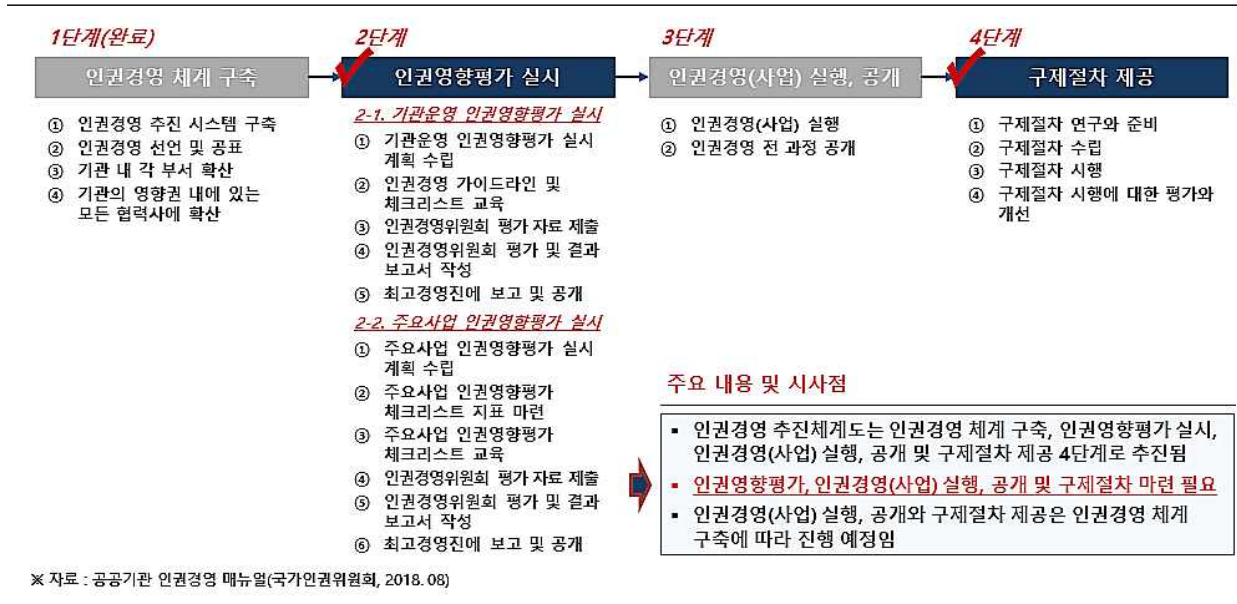 1단계(완료)
인권경영 체계 구축
① 인권경영 추진 시스템 구축
② 인권경영 선언 및 공표
③ 기관 내 각 부서 확산
④ 기관의 영향권 내에 있는
모든 협력사에 확산
2단계
인권영향평가 실시
2-1. 기관운영 인권영향평가 실시
① 기관운영 인권영향평가 실시
계획 수립
② 인권경영 가이드라인 및
체크리스트 교육
③ 인권경영위원회 평가 자료 제출
④ 인권경영위원회 평가 및 결과
보고서 작성
⑤ 최고경영진에 보고 및 공개
2-2. 주요사업 인권영향평가 실시
① 주요사업 인권영향평가 실시
계획 수립
② 주요사업 인권영향평가
체크리스트 지표 마련
③ 주요사업 인권영향평가
체크리스트 교육
④ 인권경영위원회 평가 자료 제출
⑤ 인권경영위원회 평가 및 결과
보고서 작성
⑥ 최고경영진에 보고 및 공개
3단계
인권경영(사업) 실행, 공개
① 인권경영(사업) 실행
② 인권경영 전 과정 공개
4단계
구제절차 제공
① 구제절차 연구와 준비
② 구제절차 수립
③ 구제절차 시행
④ 구제절차 시행에 대한 평가와
개선
주요 내용 및 시사점
▪ 인권경영 추진체계도는 인권경영 체계 구축, 인권영향평가 실시,
인권경영(사업) 실행, 공개 및 구제절차 제공 4단계로 추진됨
▪ 인권영향평가, 인권경영(사업) 실행, 공개 및 구제절차 마련 필요
▪ 인권경영(사업) 실행, 공개와 구제절차 제공은 인권경영 체계
구축에 따라 진행 예정임
※ 자료 : 공공기관 인권경영 매뉴얼(국가인권위원회, 2018. 08)